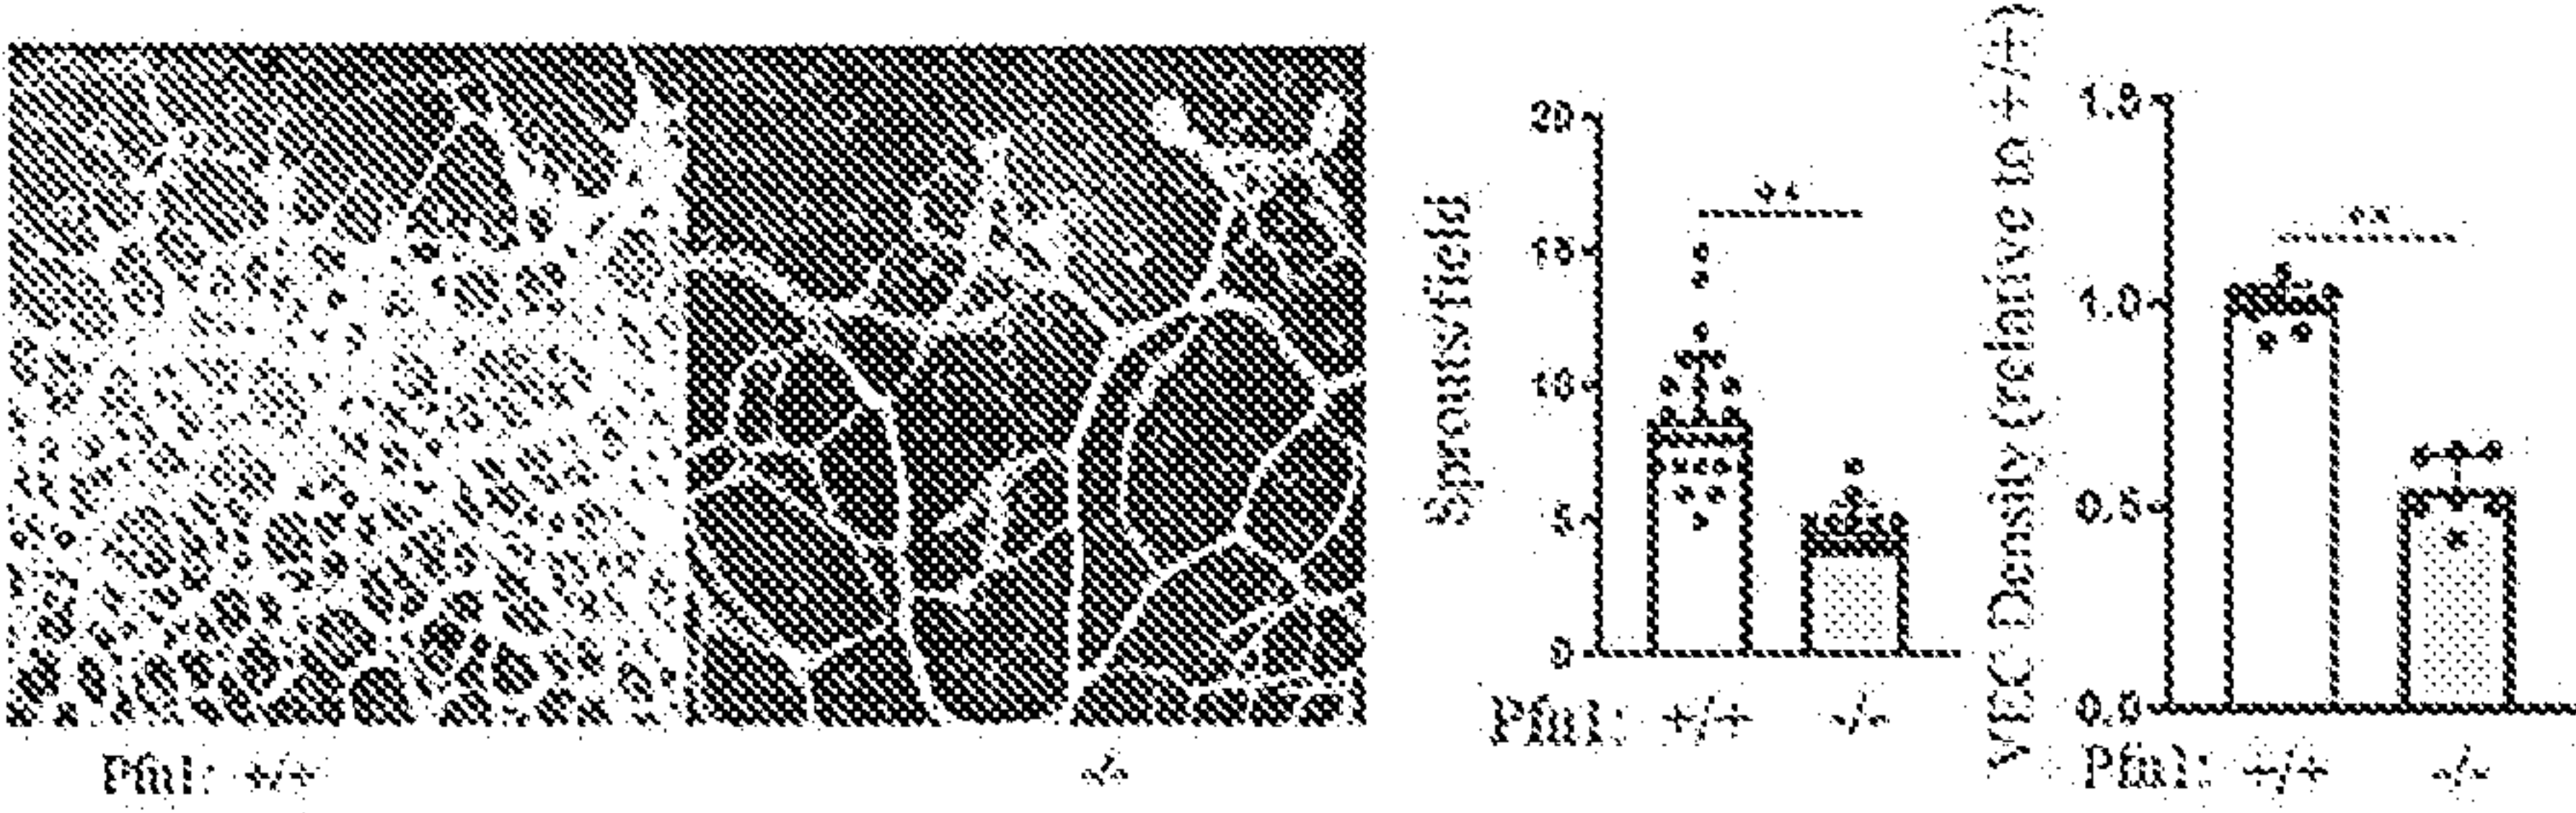 Pfn1: +/+
-/-
Sprouts/field
20
15
10
5
0
**
Pfn1: +/+ -/-
VEC Density (relative to +/+)
1.5
1.0
0.5
0.0
**
Pfn1: +/+ -/-